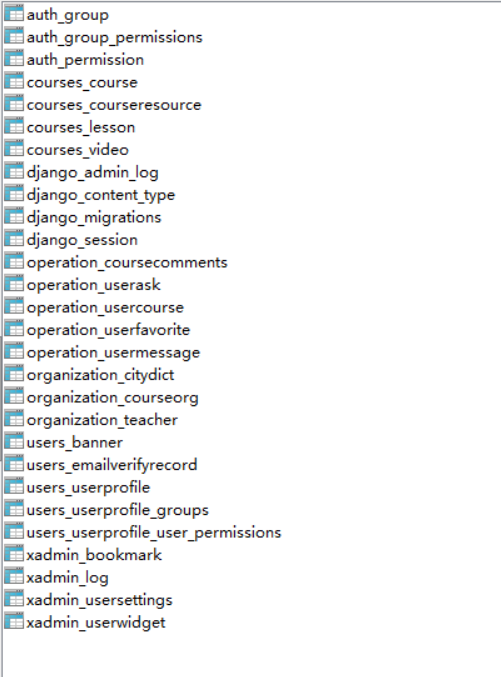 auth_group
auth_group_permissions
auth_permission
courses_course
courses_courseresource
courses_lesson
courses_video
django_admin_log
django_content_type
django_migrations
django_session
operation_coursecomments
operation_userask
operation_usercourse
operation_userfavorite
operation_usermessage
organization_citydict
organization_courseorg
organization_teacher
users_banner
users_emailverifyrecord
users_userprofile
users_userprofile_groups
users_userprofile_user_permissions
xadmin_bookmark
xadmin_log
xadmin_usersettings
xadmin_userwidget